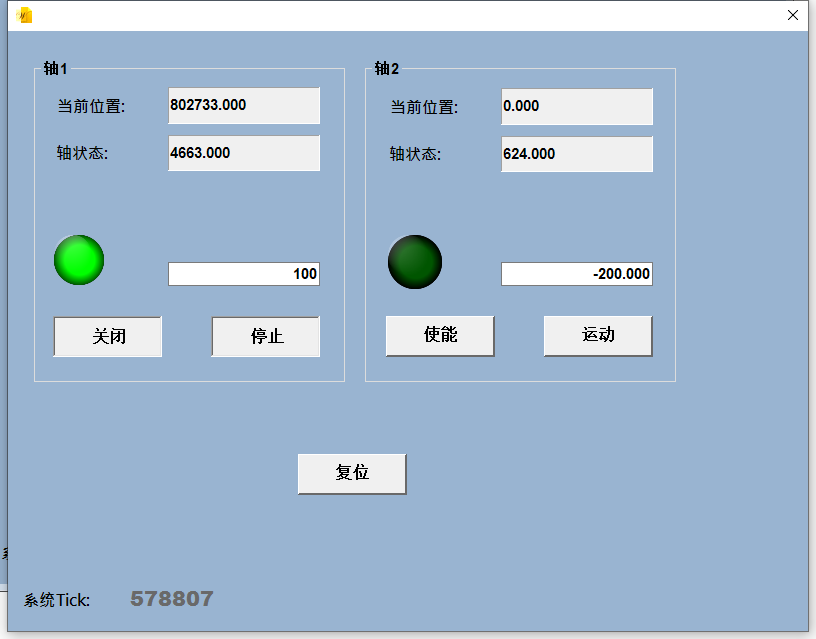 轴1
当前位置: 802733.000
轴状态: 4663.000
100
关闭 停止
轴2
当前位置: 0.000
轴状态: 624.000
-200.000
使能 运动
复位
系统Tick: 578807